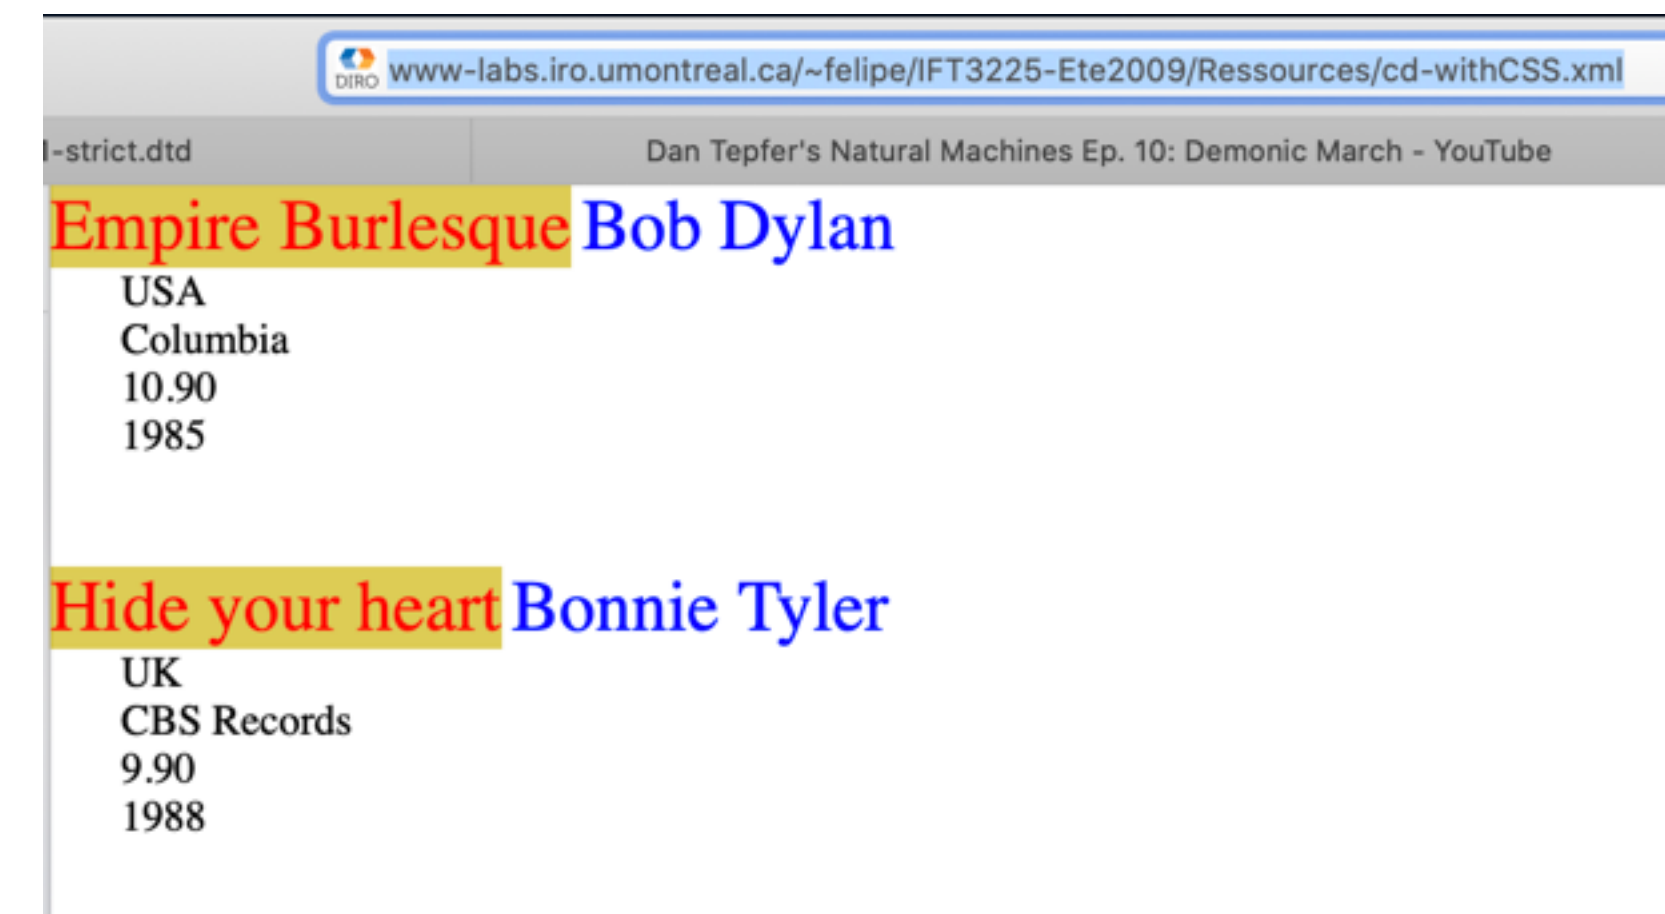 DIRO www-labs.iro.umontreal.ca/~felipe/IFT3225-Ete2009/Ressources/cd-withCSS.xml
-strict.dtd Dan Tepfer's Natural Machines Ep. 10: Demonic March - YouTube
Empire Burlesque Bob Dylan
USA
Columbia
10.90
1985
Hide your heart Bonnie Tyler
UK
CBS Records
9.90
1988